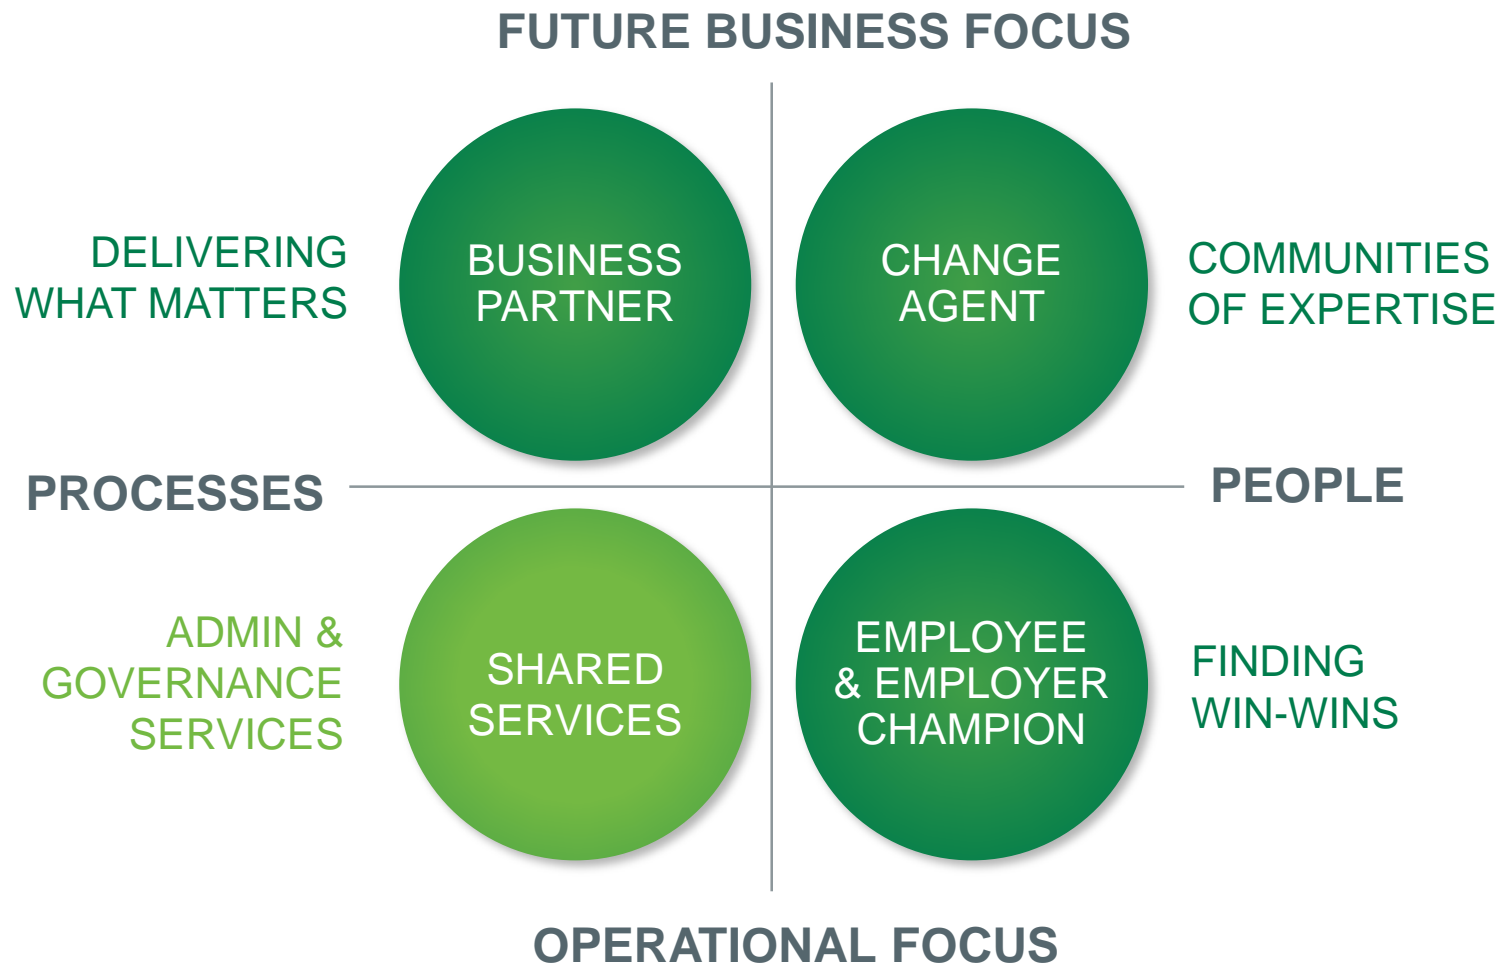 FUTURE BUSINESS FOCUS
DELIVERING
WHAT MATTERS
BUSINESS
PARTNER
CHANGE
AGENT
COMMUNITIES
OF EXPERTISE
PROCESSES
PEOPLE
ADMIN &
GOVERNANCE
SERVICES
SHARED
SERVICES
EMPLOYEE
& EMPLOYER
CHAMPION
FINDING
WIN-WINS
OPERATIONAL FOCUS